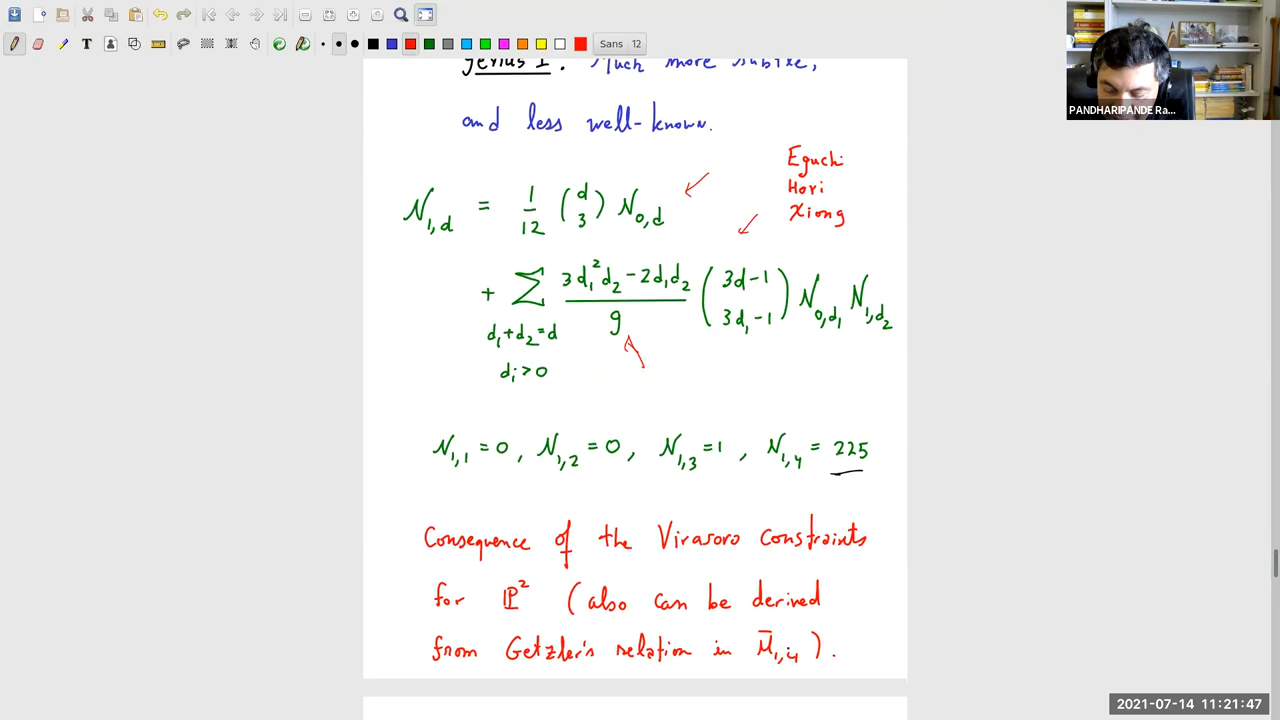 Sans 12
PANDHARIPANDE Ra...
genus 1 : Much more subtle,
and less well-known.
Eguchi
Hori
Xiong
N_{1,d} = 1/12 (d 3) N_{0,d}
+ Σ_{d_1+d_2=d, d_i>0} (3d_1^2 d_2 - 2d_1d_2)/9 (3d-1 3d_1-1) N_{0,d_1} N_{1,d_2}
N_{1,1} = 0, N_{1,2} = 0, N_{1,3} = 1, N_{1,4} = 225
Consequence of the Virasoro constraints
for ℙ^2 (also can be derived
from Getzler's relation in M̄_{1,4}).
2021-07-14 11:21:47